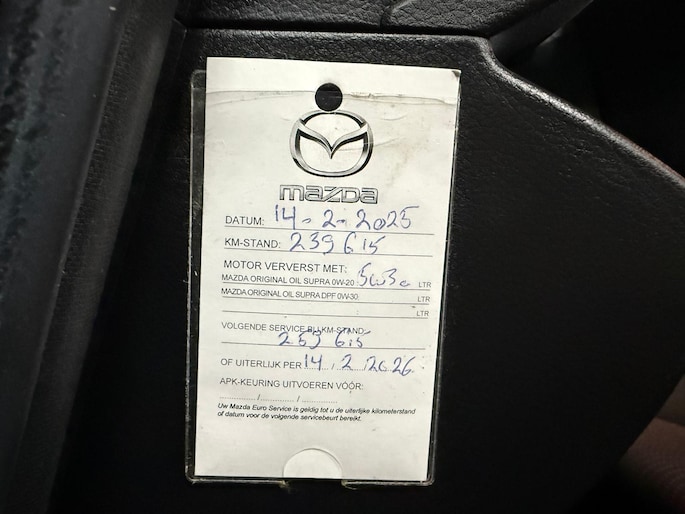 mazda
DATUM: 14-2-2025
KM-STAND: 239615
MOTOR VERVERST MET:
MAZDA ORIGINAL OIL SUPRA 0W-20 5w30 LTR
MAZDA ORIGINAL OIL SUPRA DPF 0W-30 LTR
LTR
VOLGENDE SERVICE BIJ KM-STAND:
253615
OF UITERLIJK PER 14.2.2026
APK-KEURING UITVOEREN VÓÓR:
............/............/............
Uw Mazda Euro Service is geldig tot u de uiterlijke kilometerstand
of datum voor de volgende servicebeurt bereikt.